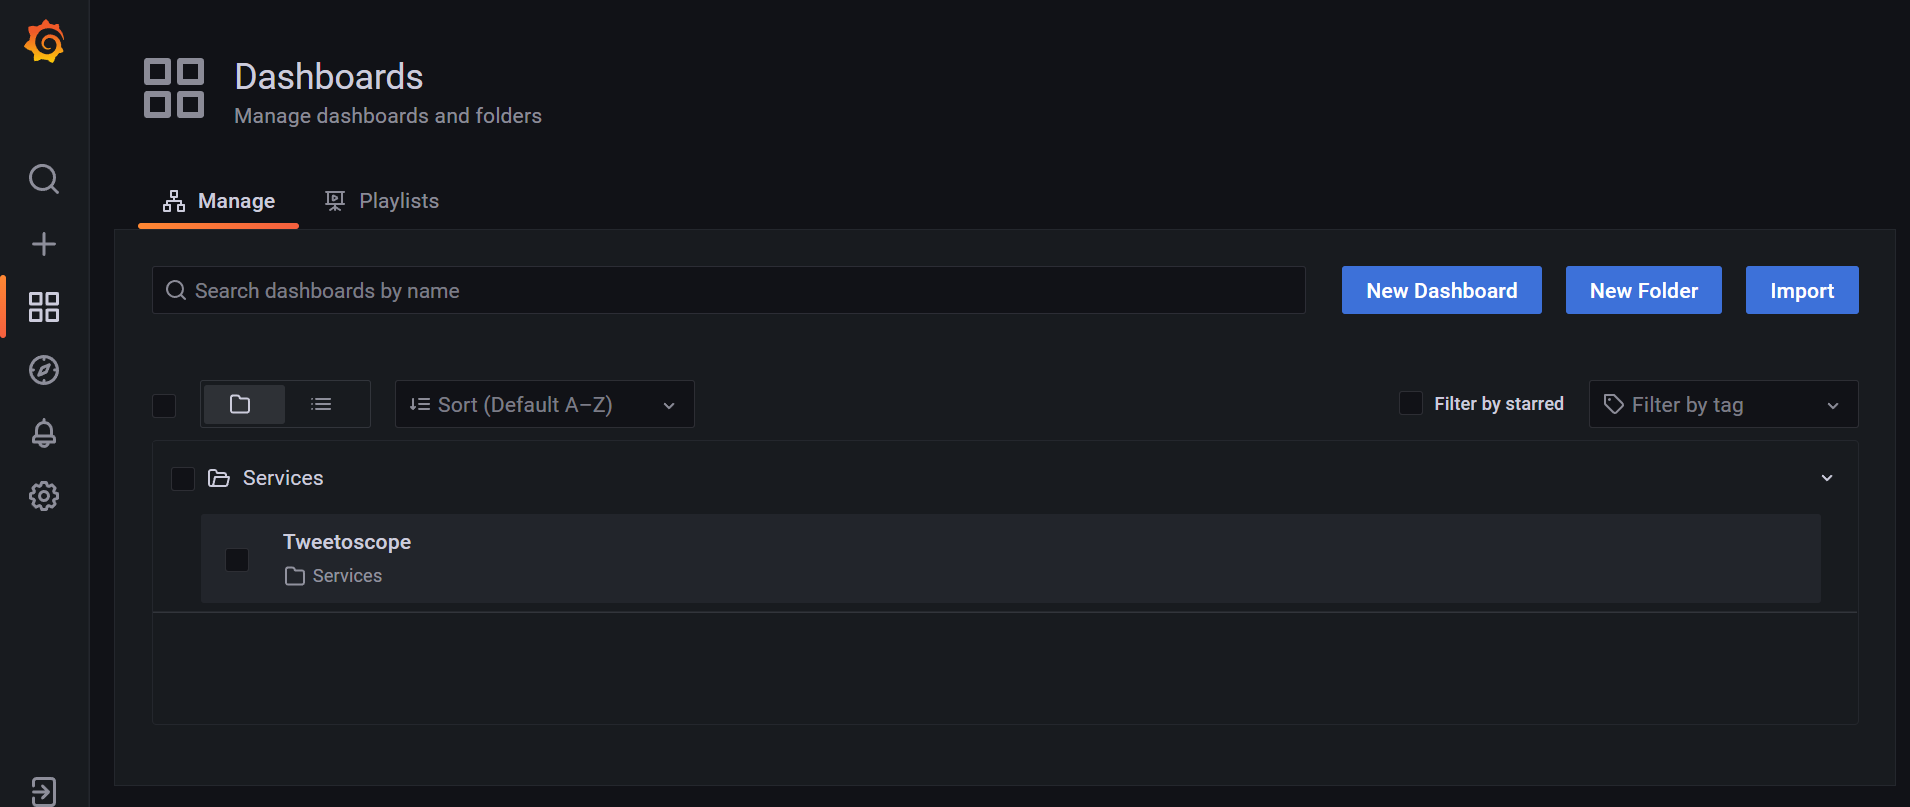 Dashboards
Manage dashboards and folders
Manage
Playlists
Search dashboards by name
New Dashboard
New Folder
Import
Sort (Default A–Z)
Filter by starred
Filter by tag
Services
Tweetoscope
Services